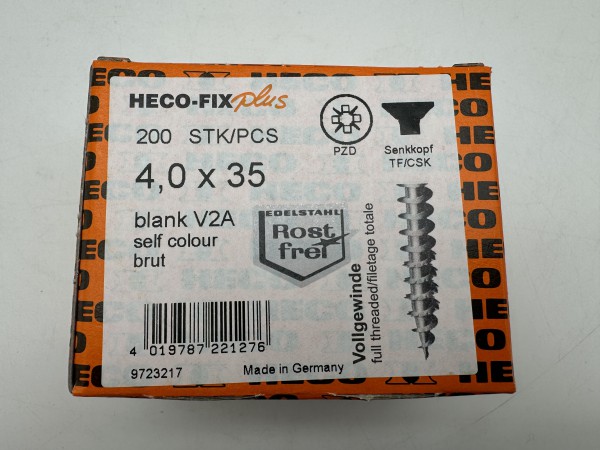 HECO-FIX plus
200 STK/PCS
4,0 x 35
blank V2A
self colour
brut
EDELSTAHL
Rost
frei
PZD
Senkkopf
TF/CSK
Vollgewinde
full threaded/filetage totale
4 019787 221276
9723217
Made in Germany
HECO